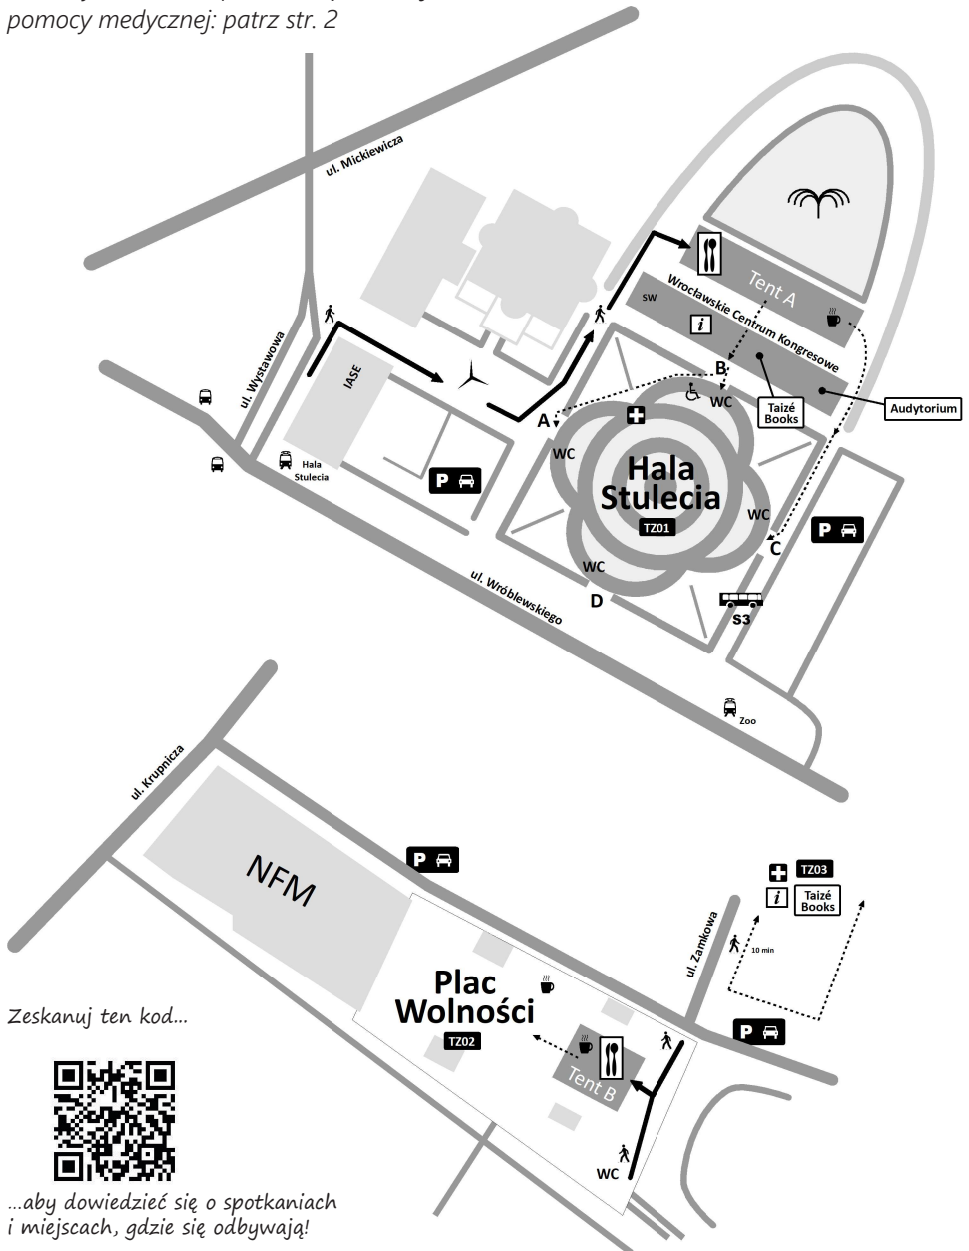 pomocy medycznej: patrz str. 2
ul. Mickiewicza
Tent A
Wrocławskie Centrum Kongresowe
SW
i
ul. Wystawowa
IASE
B
WC
Taizé
Books
Audytorium
A
WC
Hala
Stulecia
P
Hala
Stulecia
TZ01
WC
P
C
WC
D
ul. Wróblewskiego
S3
Zoo
ul. Krupnicza
NFM
P
TZ03
i
Taizé
Books
ul. Zamkowa
10 min
Plac
Wolności
TZ02
P
Tent B
WC
Zeskanuj ten kod...
...aby dowiedzieć się o spotkaniach
i miejscach, gdzie się odbywają!